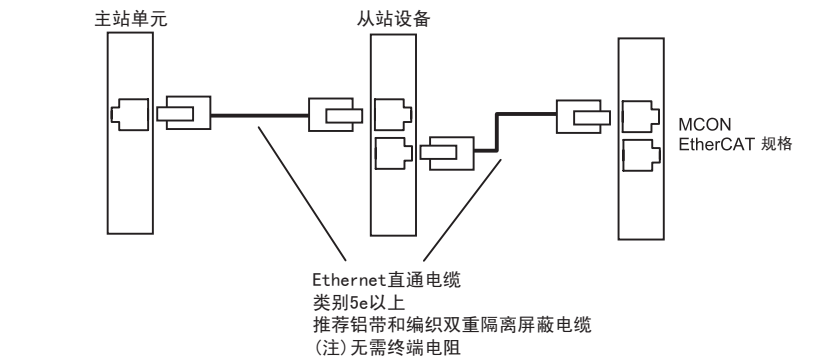 主站单元
从站设备
MCON
EtherCAT 规格
Ethernet直通电缆
类别5e以上
推荐铝带和编织双重隔离屏蔽电缆
(注)无需终端电阻